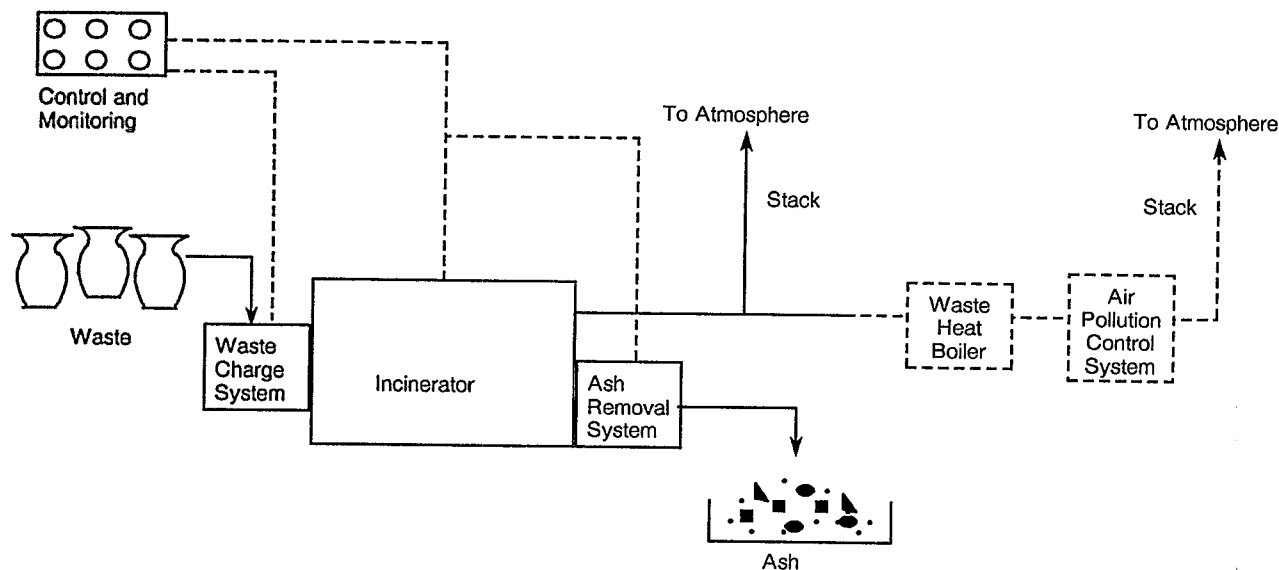 Control and
Monitoring
To Atmosphere
To Atmosphere
Stack
Stack
Waste
Waste
Charge
System
Incinerator
Ash
Removal
System
Waste
Heat
Boiler
Air
Pollution
Control
System
Ash